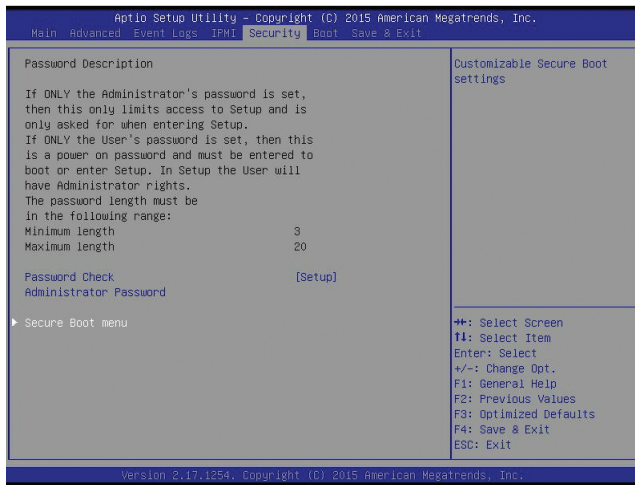 Aptio Setup Utility – Copyright (C) 2015 American Megatrends, Inc.
Main Advanced Event Logs IPMI Security Boot Save & Exit
Password Description
If ONLY the Administrator's password is set,
then this only limits access to Setup and is
only asked for when entering Setup.
If ONLY the User's password is set, then this
is a power on password and must be entered to
boot or enter Setup. In Setup the User will
have Administrator rights.
The password length must be
in the following range:
Minimum length 3
Maximum length 20
Password Check [Setup]
Administrator Password
Secure Boot menu
Customizable Secure Boot
settings
→←: Select Screen
↑↓: Select Item
Enter: Select
+/-: Change Opt.
F1: General Help
F2: Previous Values
F3: Optimized Defaults
F4: Save & Exit
ESC: Exit
Version 2.17.1254. Copyright (C) 2015 American Megatrends, Inc.